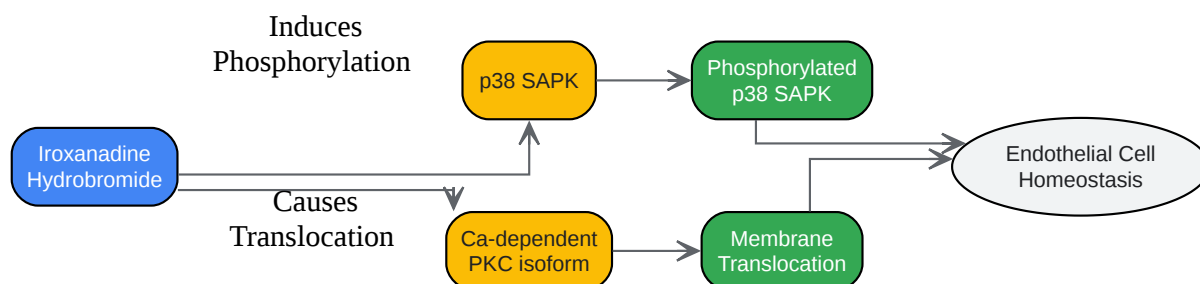 Induces
Phosphorylation
p38 SAPK
Phosphorylated
p38 SAPK
Iroxanadine
Hydrobromide
Endothelial Cell
Homeostasis
Causes
Translocation
Ca-dependent
PKC isoform
Membrane
Translocation